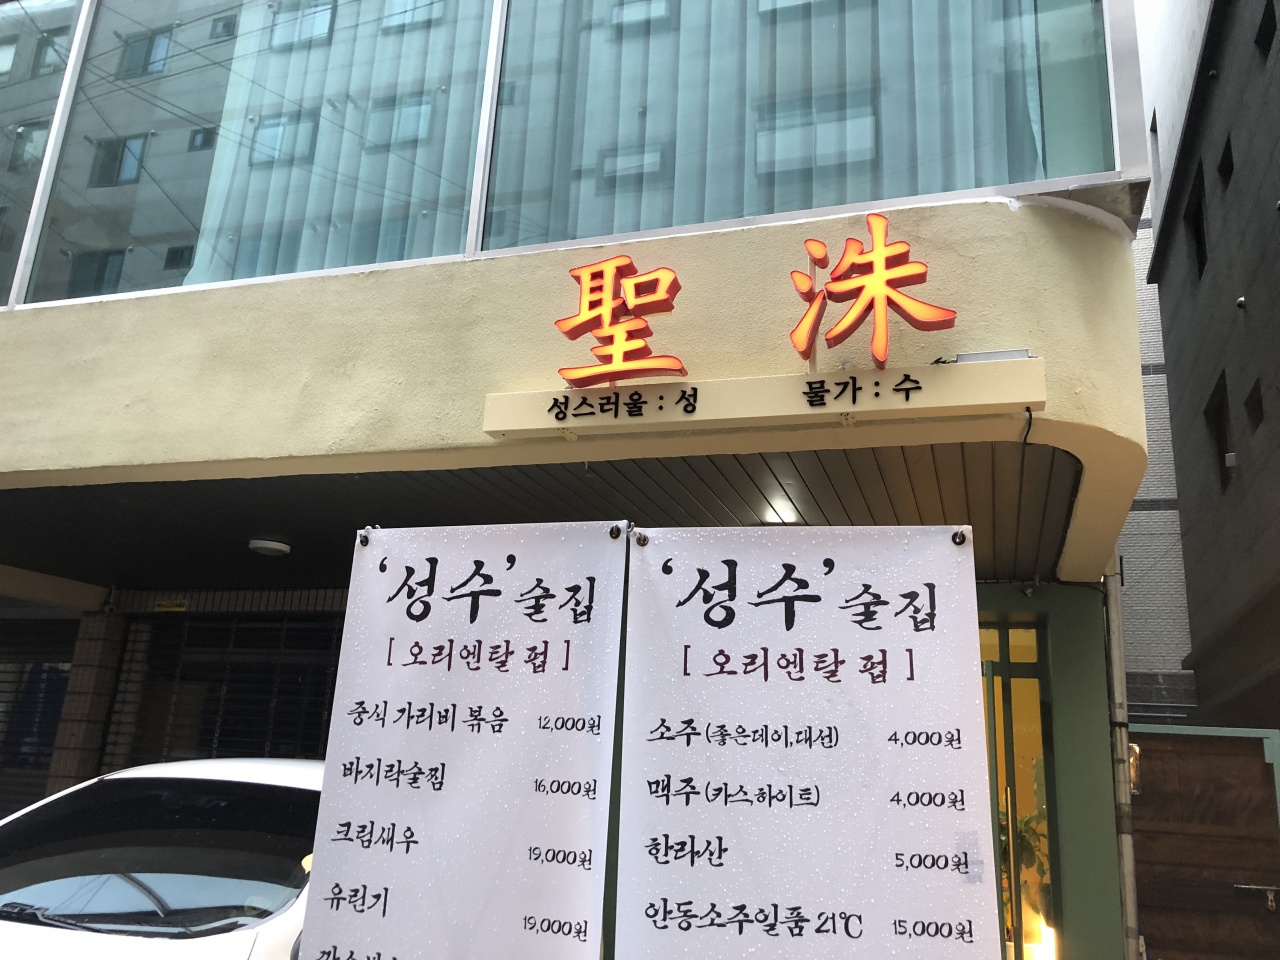 聖 洙
성스러울 : 성 물가 : 수
‘성수’ 술집
[ 오리엔탈 펍 ]
중식 가리비 볶음 12,000원
바지락술찜 16,000원
크림새우 19,000원
유린기 19,000원
‘성수’ 술집
[ 오리엔탈 펍 ]
소주 (좋은데이,대선) 4,000원
맥주 (카스,하이트) 4,000원
한라산 5,000원
안동소주일품 21℃ 15,000원